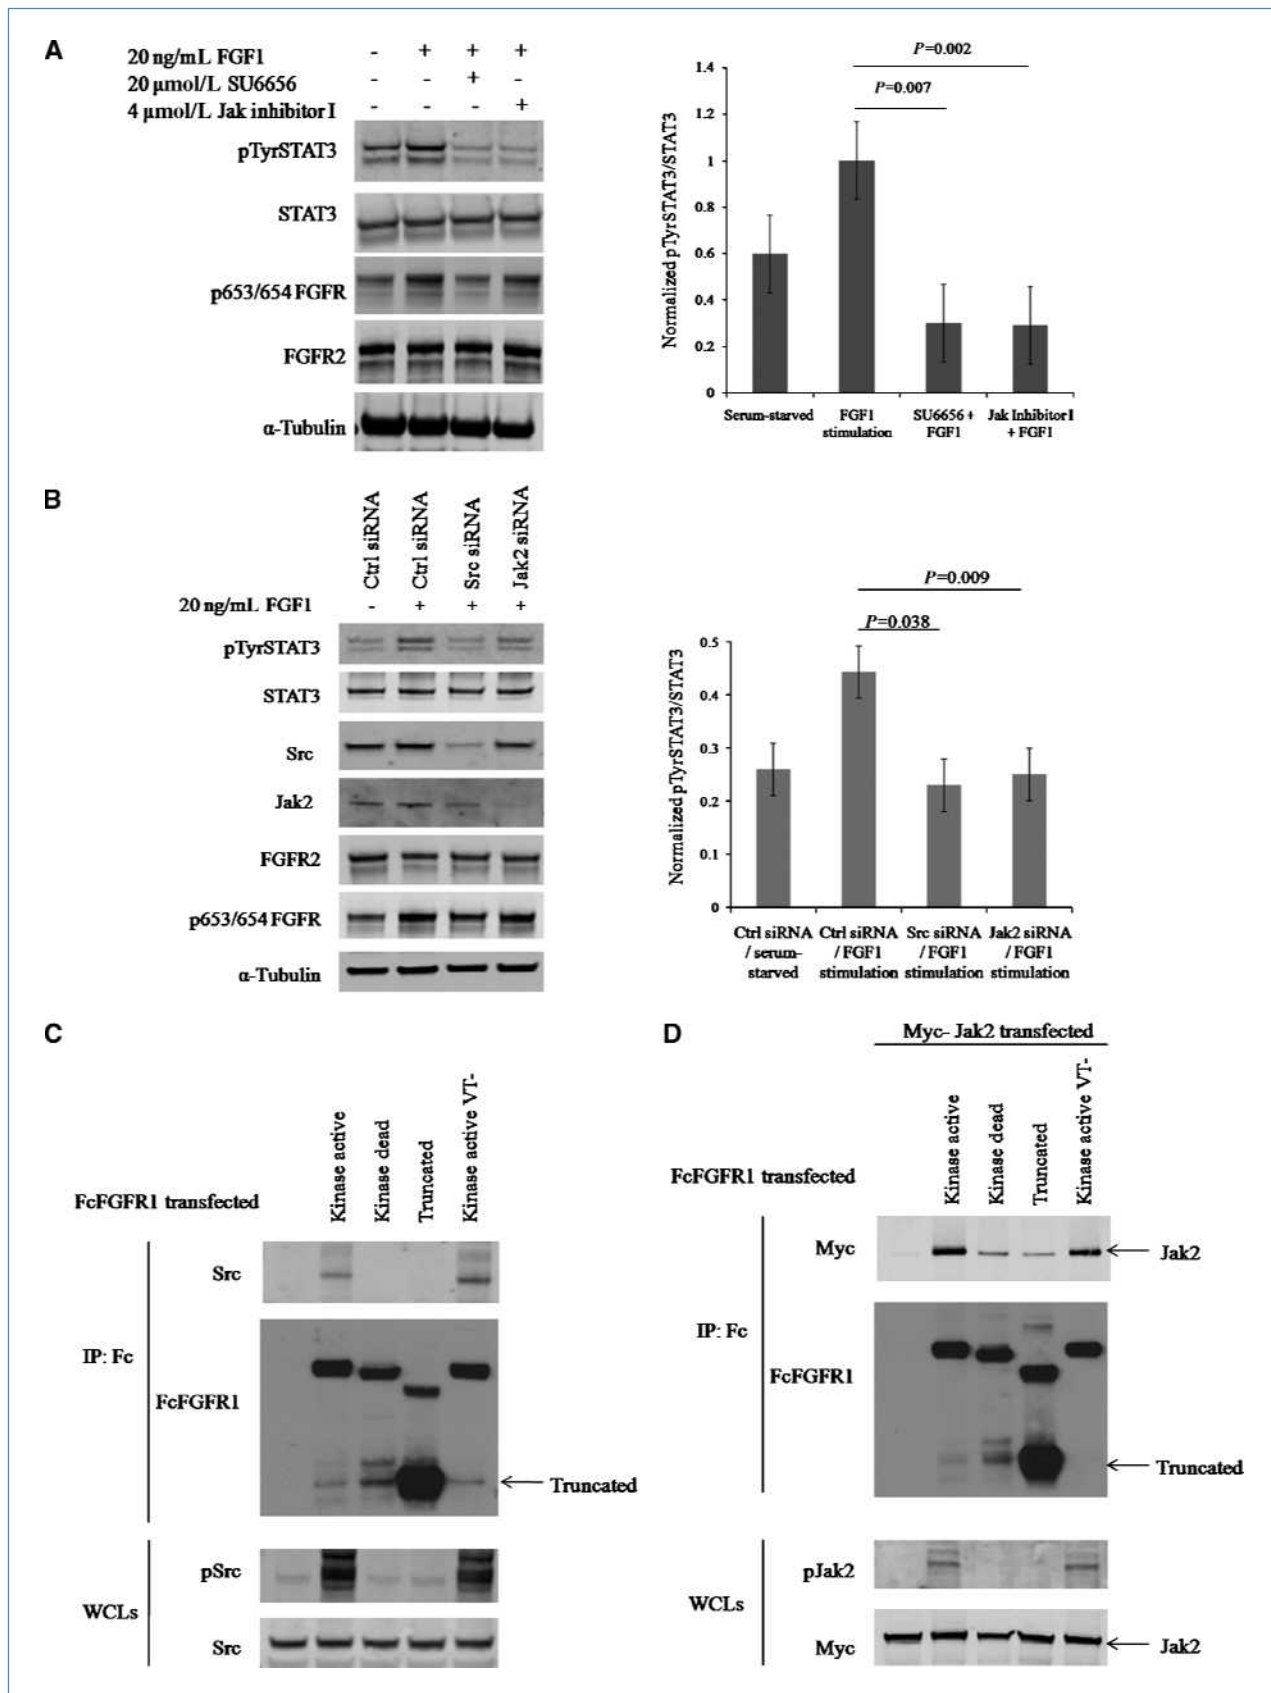 A
20 ng/mL FGF1 - + + +
20 µmol/L SU6656 - - + -
4 µmol/L Jak inhibitor I - - - +
pTyrSTAT3
STAT3
p653/654 FGFR
FGFR2
α-Tubulin
P=0.002
P=0.007
Normalized pTyrSTAT3/STAT3
1.4
1.2
1
0.8
0.6
0.4
0.2
0
Serum-starved
FGF1
stimulation
SU6656 +
FGF1
Jak Inhibitor I
+ FGF1
B
Ctrl siRNA
Ctrl siRNA
Src siRNA
Jak2 siRNA
20 ng/mL FGF1 - + + +
pTyrSTAT3
STAT3
Src
Jak2
FGFR2
p653/654 FGFR
α-Tubulin
P=0.009
P=0.038
Normalized pTyrSTAT3/STAT3
0.5
0.4
0.3
0.2
0.1
0
Ctrl siRNA
/ serum-
starved
Ctrl siRNA
/ FGF1
stimulation
Src siRNA
/ FGF1
stimulation
Jak2 siRNA
/ FGF1
stimulation
C
FcFGFR1 transfected
Kinase active
Kinase dead
Truncated
Kinase active VT-
IP: Fc
Src
FcFGFR1
Truncated
WCLs
pSrc
Src
D
Myc- Jak2 transfected
FcFGFR1 transfected
Kinase active
Kinase dead
Truncated
Kinase active VT-
IP: Fc
Myc
Jak2
FcFGFR1
Truncated
WCLs
pJak2
Myc
Jak2